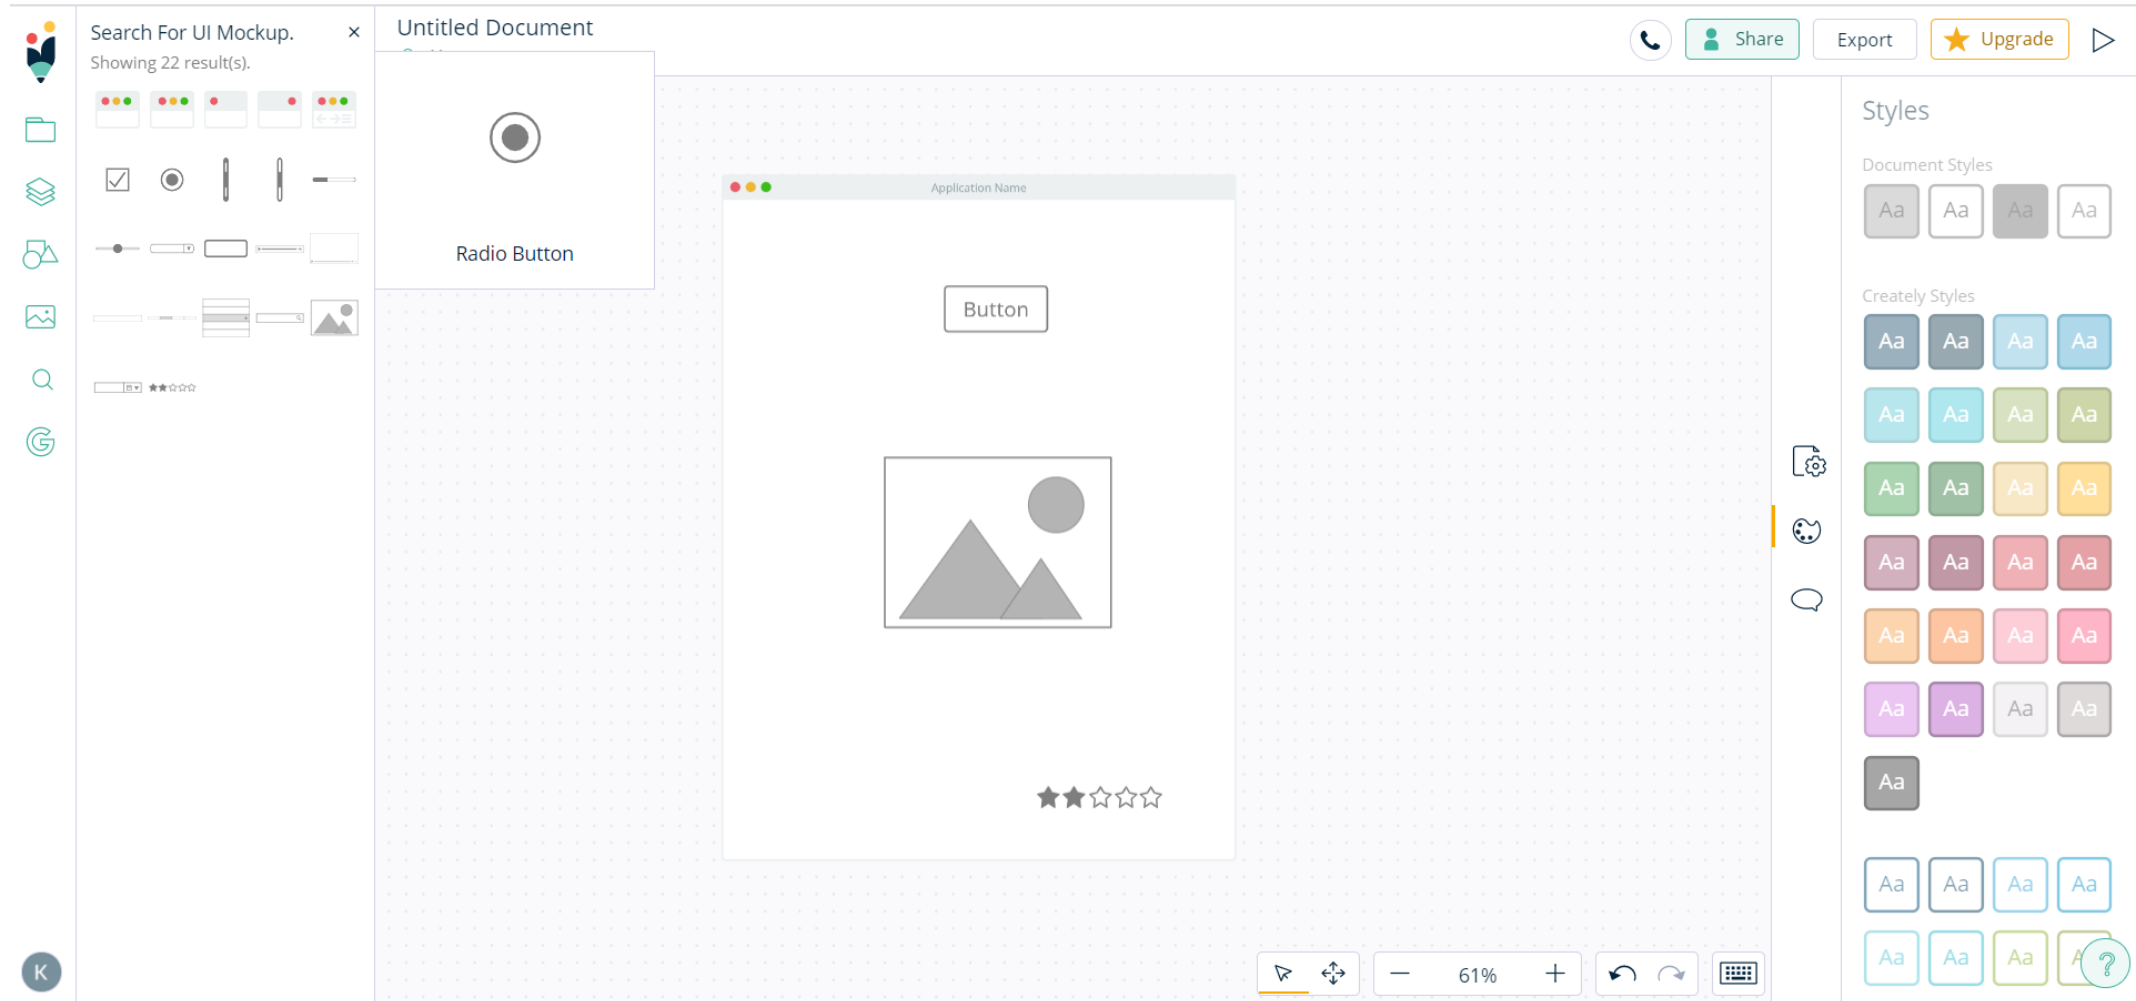 Search For UI Mockup.
Showing 22 result(s).
Untitled Document
Share
Export
Upgrade
Radio Button
Application Name
Button
Styles
Document Styles
Aa Aa Aa Aa
Creately Styles
Aa Aa Aa Aa
Aa Aa Aa Aa
Aa Aa Aa Aa
Aa Aa Aa Aa
Aa Aa Aa Aa
Aa Aa Aa Aa
Aa
Aa Aa Aa Aa
Aa Aa Aa
K
61%
?